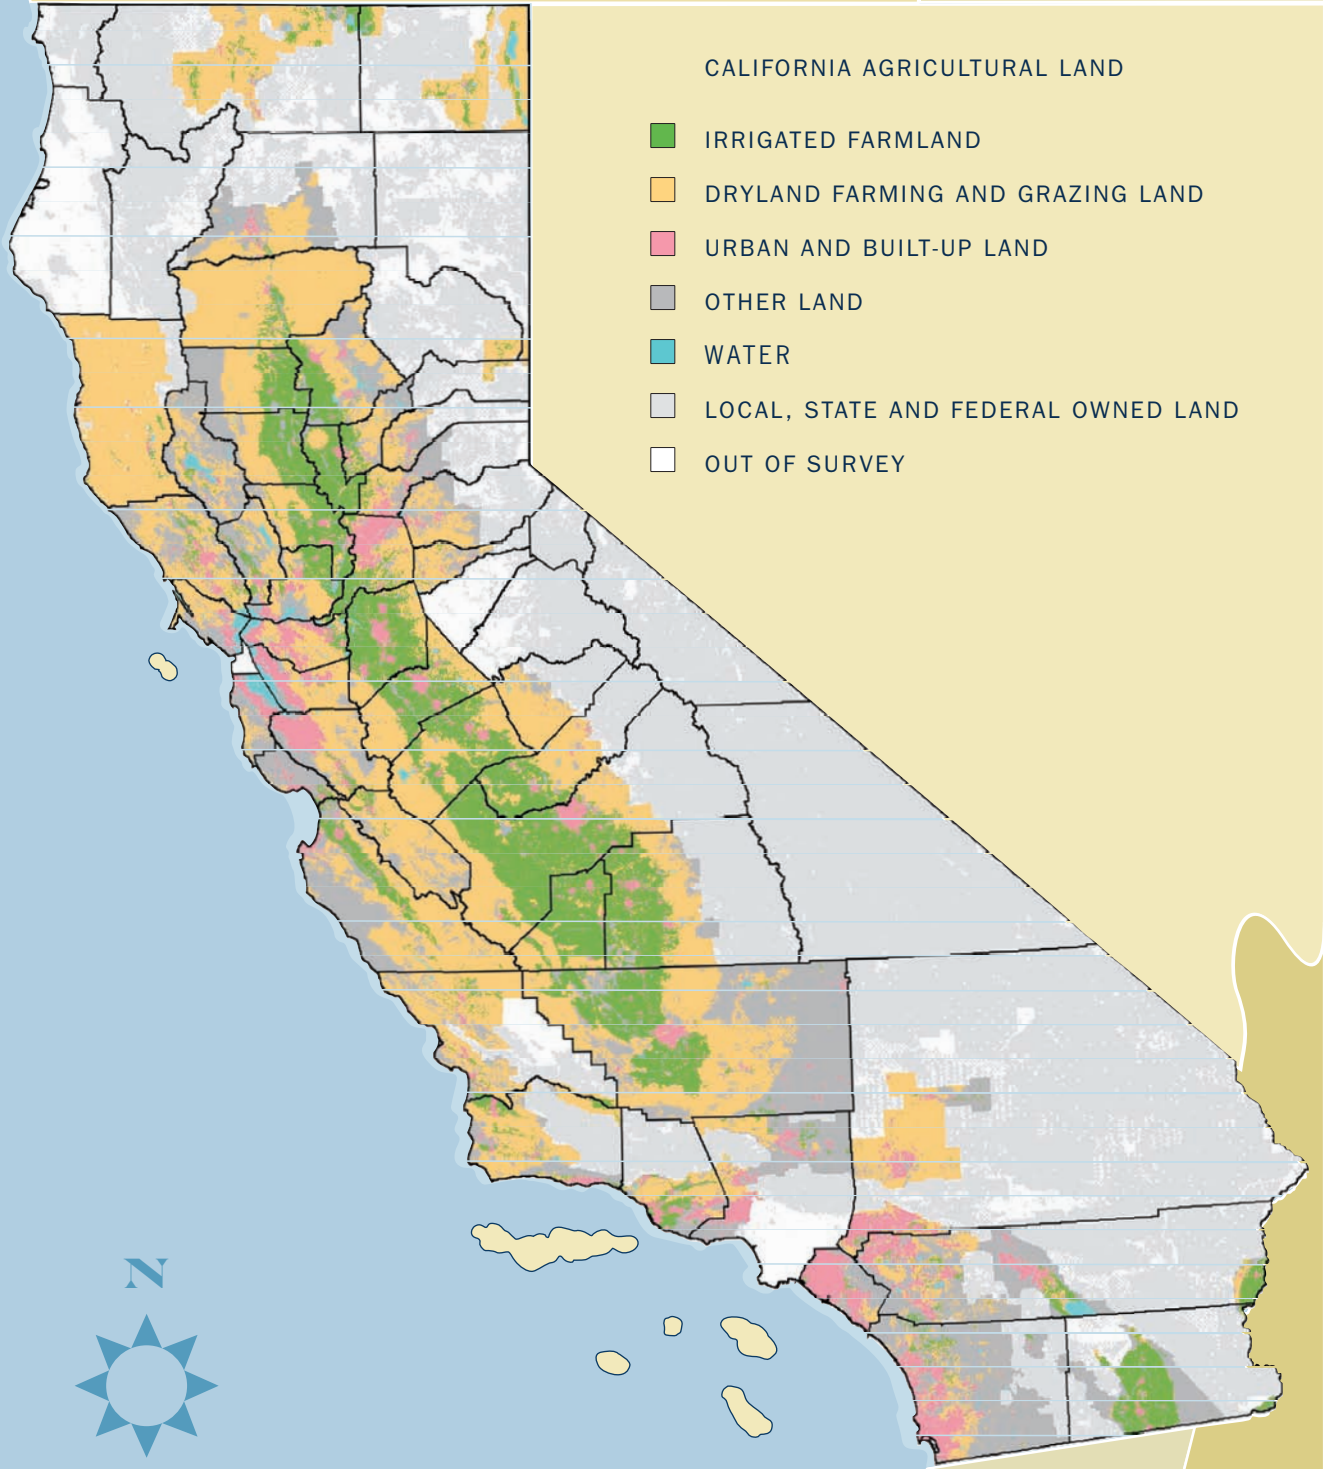 CALIFORNIA AGRICULTURAL LAND
IRRIGATED FARMLAND
DRYLAND FARMING AND GRAZING LAND
URBAN AND BUILT-UP LAND
OTHER LAND
WATER
LOCAL, STATE AND FEDERAL OWNED LAND
OUT OF SURVEY
N